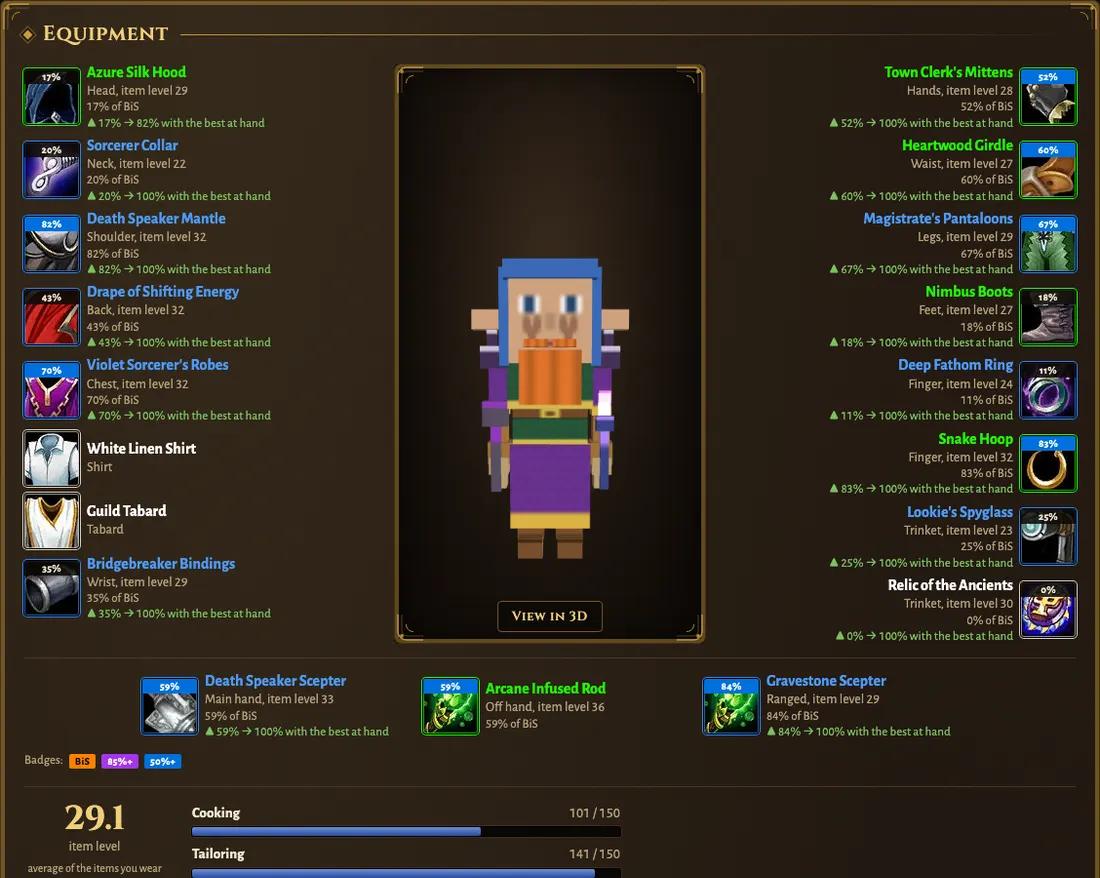 EQUIPMENT
17%
Azure Silk Hood
Head, item level 29
17% of BiS
▲ 17% → 82% with the best at hand
20%
Sorcerer Collar
Neck, item level 22
20% of BiS
▲ 20% → 100% with the best at hand
82%
Death Speaker Mantle
Shoulder, item level 32
82% of BiS
▲ 82% → 100% with the best at hand
43%
Drape of Shifting Energy
Back, item level 32
43% of BiS
▲ 43% → 100% with the best at hand
70%
Violet Sorcerer's Robes
Chest, item level 32
70% of BiS
▲ 70% → 100% with the best at hand
White Linen Shirt
Shirt
Guild Tabard
Tabard
35%
Bridgebreaker Bindings
Wrist, item level 29
35% of BiS
▲ 35% → 100% with the best at hand
VIEW IN 3D
Town Clerk's Mittens
52%
Hands, item level 28
52% of BiS
▲ 52% → 100% with the best at hand
Heartwood Girdle
60%
Waist, item level 27
60% of BiS
▲ 60% → 100% with the best at hand
Magistrate's Pantaloons
67%
Legs, item level 29
67% of BiS
▲ 67% → 100% with the best at hand
Nimbus Boots
18%
Feet, item level 27
18% of BiS
▲ 18% → 100% with the best at hand
Deep Fathom Ring
11%
Finger, item level 24
11% of BiS
▲ 11% → 100% with the best at hand
Snake Hoop
83%
Finger, item level 32
83% of BiS
▲ 83% → 100% with the best at hand
Lookie's Spyglass
25%
Trinket, item level 23
25% of BiS
▲ 25% → 100% with the best at hand
Relic of the Ancients
0%
Trinket, item level 30
0% of BiS
▲ 0% → 100% with the best at hand
59%
Death Speaker Scepter
Main hand, item level 33
59% of BiS
▲ 59% → 100% with the best at hand
59%
Arcane Infused Rod
Off hand, item level 36
59% of BiS
84%
Gravestone Scepter
Ranged, item level 29
84% of BiS
▲ 84% → 100% with the best at hand
Badges: BiS 85%+ 50%+
29.1
item level
average of the items you wear
Cooking 101 / 150
Tailoring 141 / 150